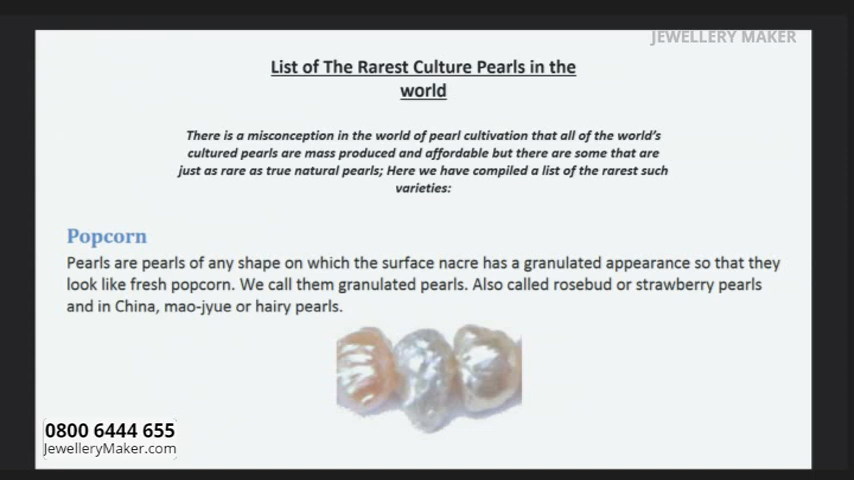 JEWELLERY MAKER
List of The Rarest Culture Pearls in the
world
There is a misconception in the world of pearl cultivation that all of the world's
cultured pearls are mass produced and affordable but there are some that are
just as rare as true natural pearls; Here we have compiled a list of the rarest such
varieties:
Popcorn
Pearls are pearls of any shape on which the surface nacre has a granulated appearance so that they
look like fresh popcorn. We call them granulated pearls. Also called rosebud or strawberry pearls
and in China, mao-jyue or hairy pearls.
0800 6444 655
JewelleryMaker.com